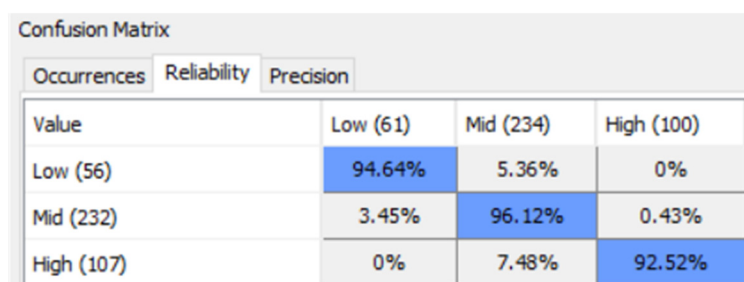 Confusion Matrix
Occurrences Reliability Precision
Value Low (61) Mid (234) High (100)
Low (56) 94.64% 5.36% 0%
Mid (232) 3.45% 96.12% 0.43%
High (107) 0% 7.48% 92.52%